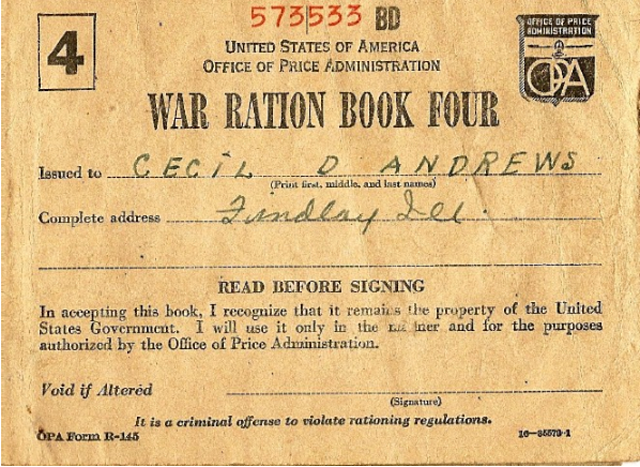 573533 BD
4
UNITED STATES OF AMERICA
OFFICE OF PRICE ADMINISTRATION
OFFICE OF PRICE
ADMINISTRATION
OPA
WAR RATION BOOK FOUR
Issued to CECIL D ANDREWS
(Print first, middle, and last names)
Complete address Findlay Ill.
READ BEFORE SIGNING
In accepting this book, I recognize that it remains the property of the United
States Government. I will use it only in the manner and for the purposes
authorized by the Office of Price Administration.
Void if Altered
(Signature)
It is a criminal offense to violate rationing regulations.
OPA Form R-145
16—35573-1